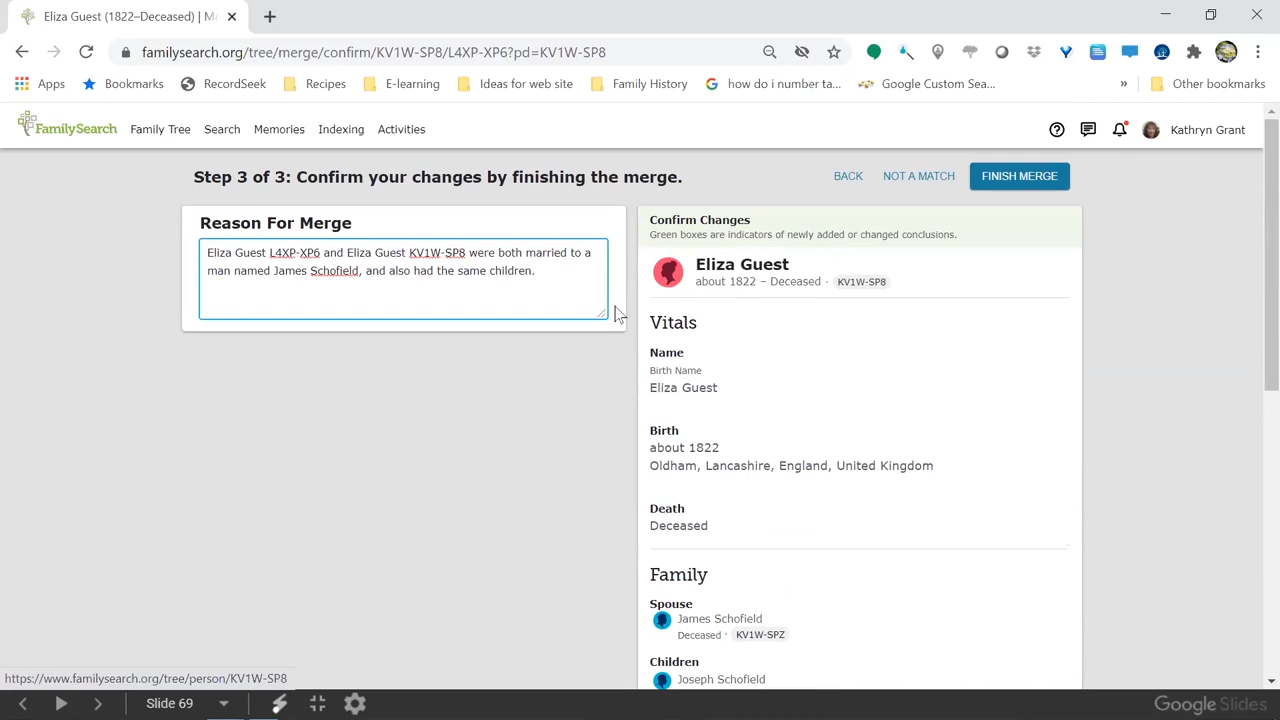 Eliza Guest (1822–Deceased) | M
familysearch.org/tree/merge/confirm/KV1W-SP8/L4XP-XP6?pd=KV1W-SP8
Apps
Bookmarks
RecordSeek
Recipes
E-learning
Ideas for web site
Family History
how do i number ta...
Google Custom Sea...
»
Other bookmarks
FamilySearch
Family Tree
Search
Memories
Indexing
Activities
Kathryn Grant
Step 3 of 3: Confirm your changes by finishing the merge.
BACK
NOT A MATCH
FINISH MERGE
Reason For Merge
Eliza Guest L4XP-XP6 and Eliza Guest KV1W-SP8 were both married to a
man named James Schofield, and also had the same children.
Confirm Changes
Green boxes are indicators of newly added or changed conclusions.
Eliza Guest
about 1822 – Deceased · KV1W-SP8
Vitals
Name
Birth Name
Eliza Guest
Birth
about 1822
Oldham, Lancashire, England, United Kingdom
Death
Deceased
Family
Spouse
James Schofield
Deceased · KV1W-SPZ
Children
Joseph Schofield
https://www.familysearch.org/tree/person/KV1W-SP8
Slide 69
Google Slides